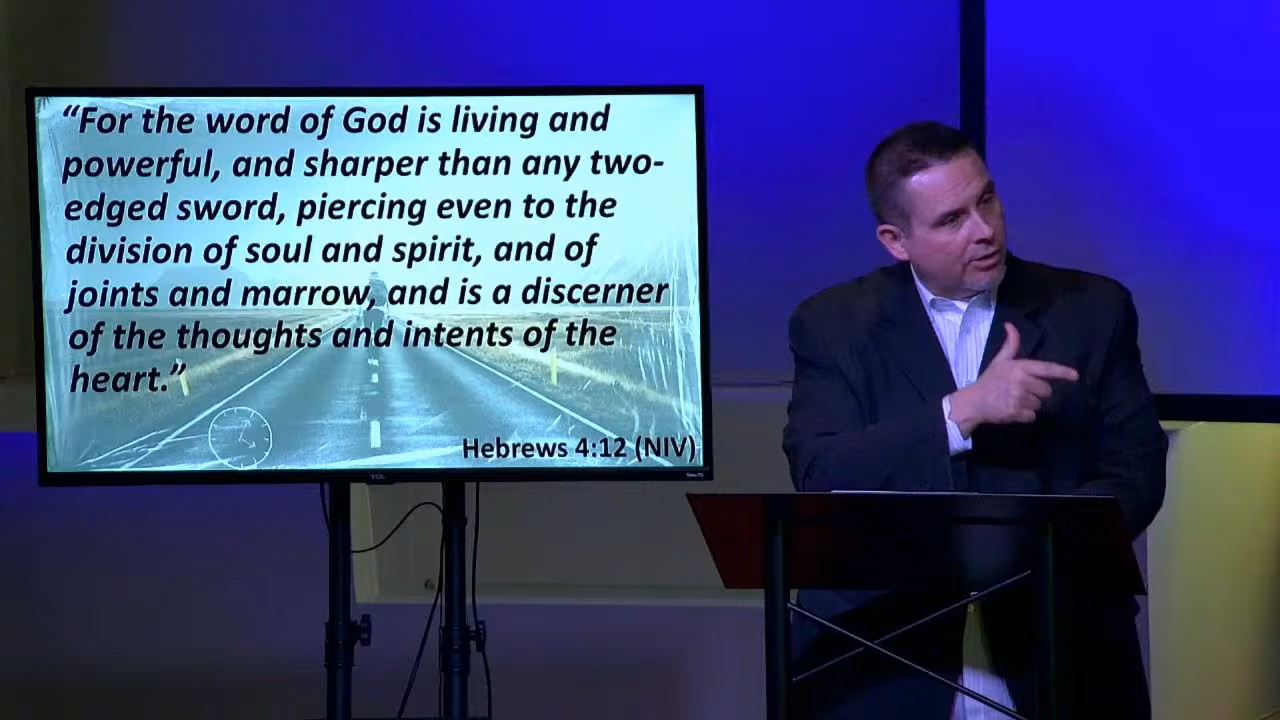 “For the word of God is living and
powerful, and sharper than any two-
edged sword, piercing even to the
division of soul and spirit, and of
joints and marrow, and is a discerner
of the thoughts and intents of the
heart.”
Hebrews 4:12 (NIV)
TCL